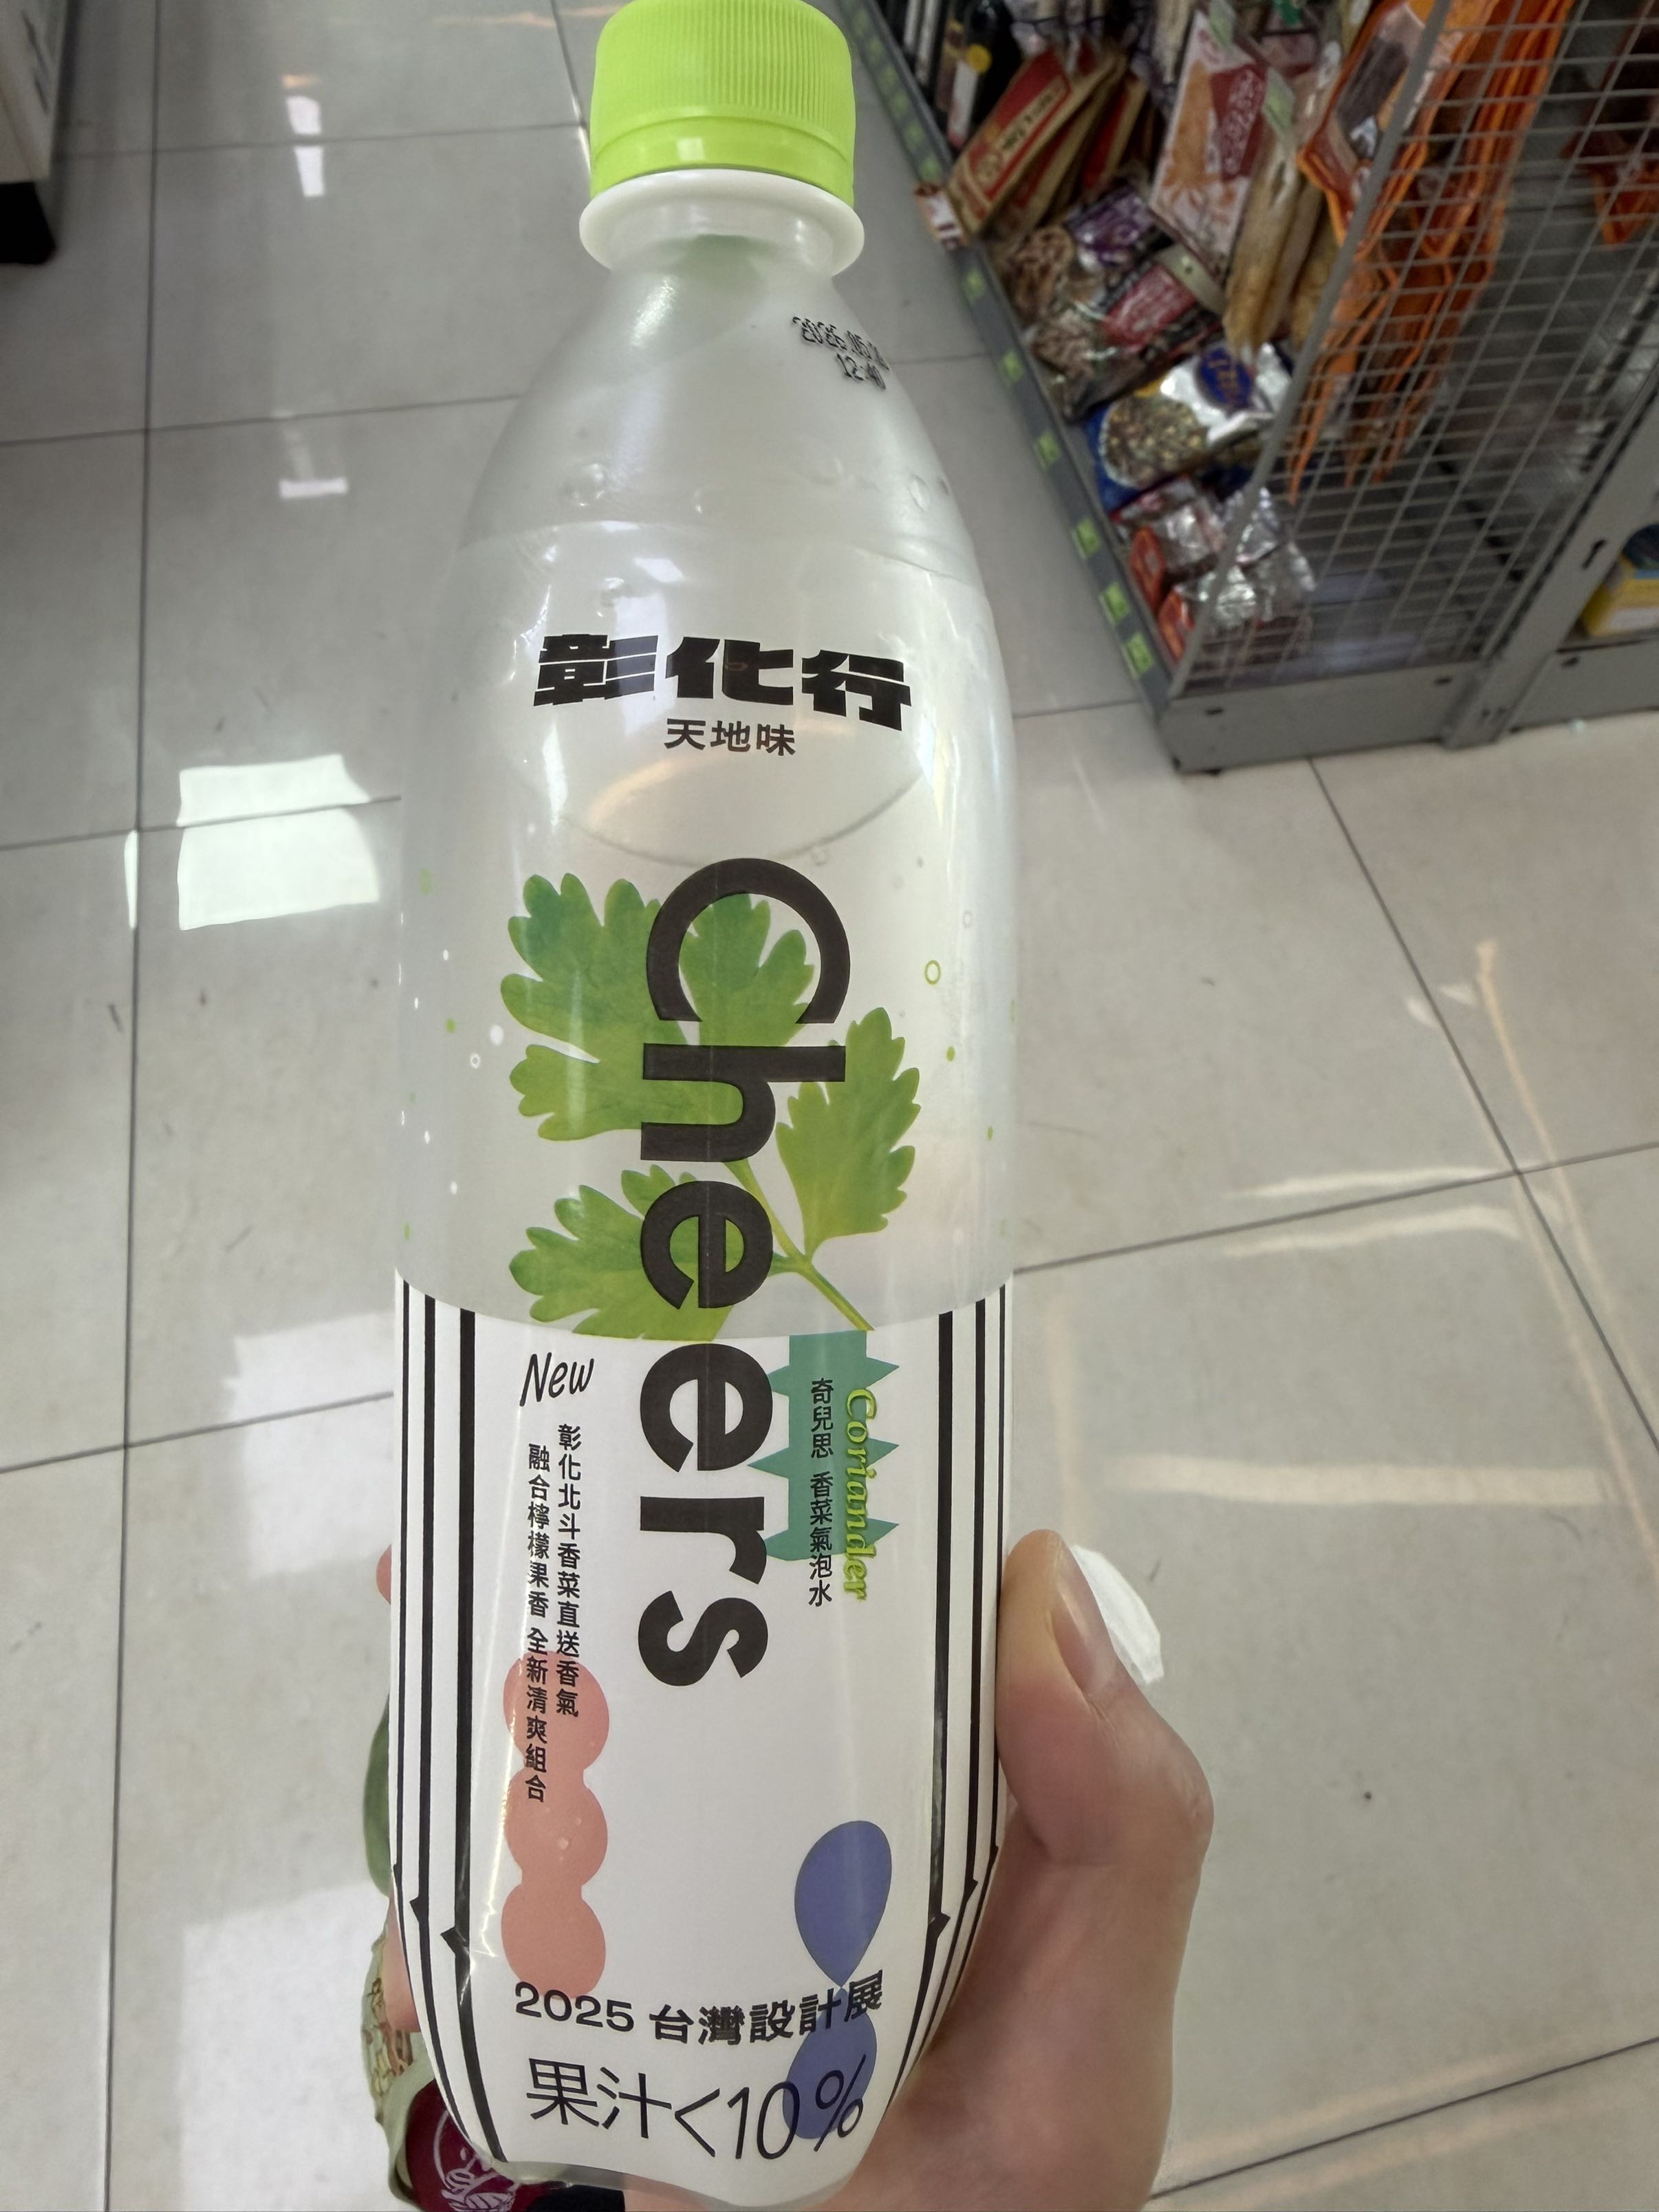 12:40
彰化行
天地味
Cheers
Coriander
奇兒思 香菜氣泡水
New
彰化北斗香菜直送香氣
融合檸檬果香 全新清爽組合
2025 台灣設計展
果汁<10%